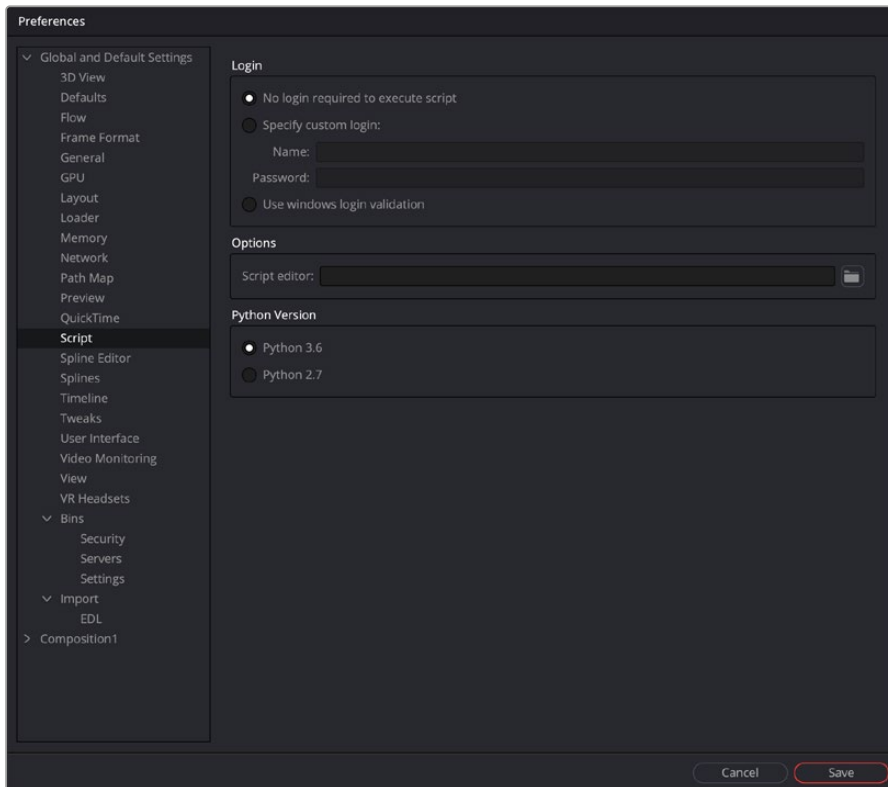 Preferences
Global and Default Settings
3D View
Defaults
Flow
Frame Format
General
GPU
Layout
Loader
Memory
Network
Path Map
Preview
QuickTime
Script
Spline Editor
Splines
Timeline
Tweaks
User Interface
Video Monitoring
View
VR Headsets
Bins
Security
Servers
Settings
Import
EDL
Composition1
Login
No login required to execute script
Specify custom login:
Name:
Password:
Use windows login validation
Options
Script editor:
Python Version
Python 3.6
Python 2.7
Cancel
Save